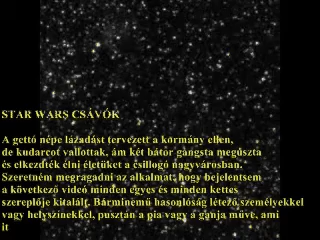 STAR WARS CSÁVÓK
A gettó népe lázadást tervezett a kormány ellen,
de kudarcot vallottak, ám két bátor gangsta megúszta
és elkezdték élni életüket a csillogó nagyvárosban.
Szeretném megragadni az alkalmat, hogy bejelentsem
a következő videó minden egyes és minden kettes
szereplője kitalált. Bárminemű hasonlóság létező személyekkel
vagy helyszínekkel, pusztán a pia vagy a ganja műve, ami
it